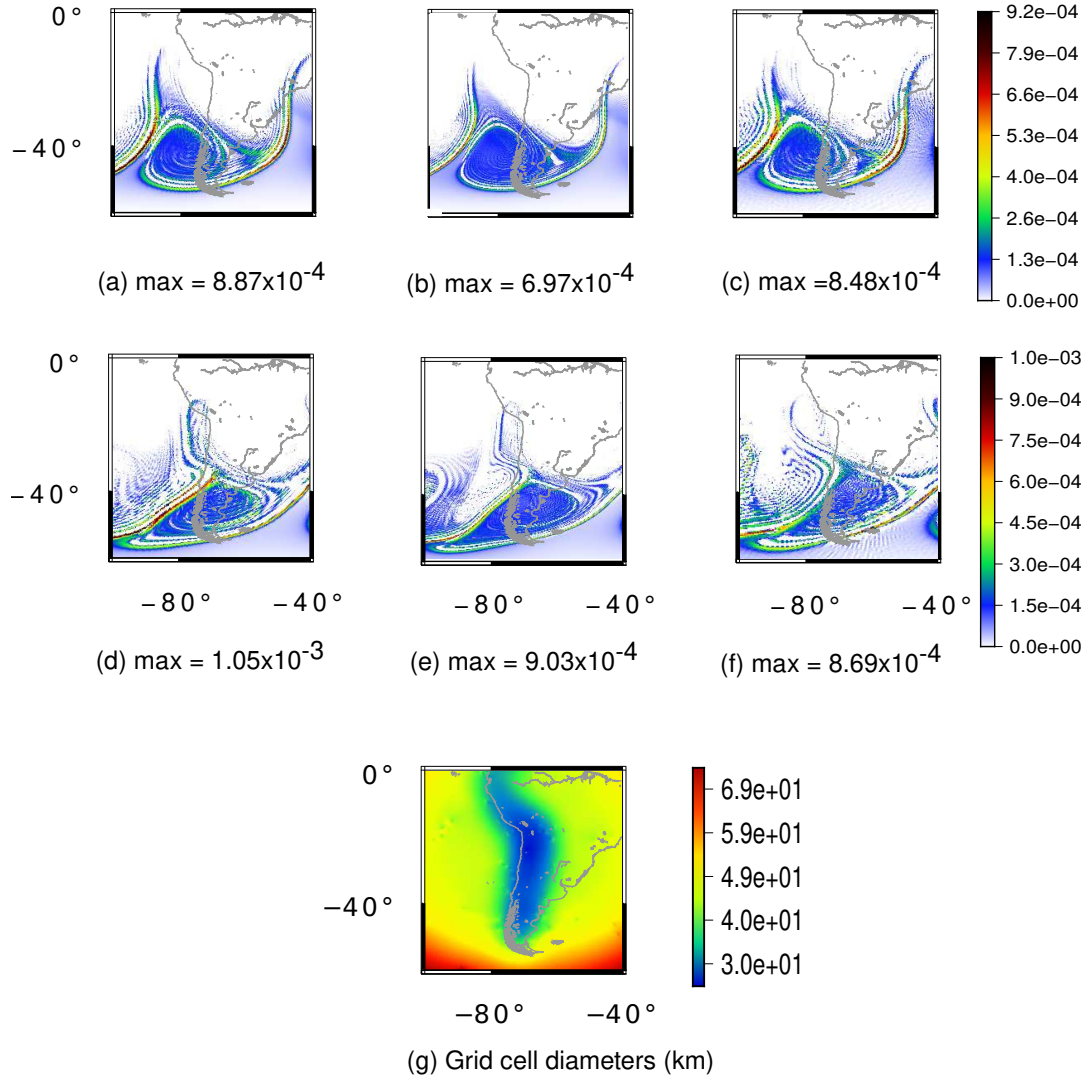 0° 9.2e−04
7.9e−04
6.6e−04
−40° 5.3e−04
4.0e−04
2.6e−04
1.3e−04
(a) max = 8.87x10-4 (b) max = 6.97x10-4 (c) max =8.48x10-4 0.0e+00
0° 1.0e−03
9.0e−04
7.5e−04
6.0e−04
−40° 4.5e−04
3.0e−04
1.5e−04
−80° −40° −80° −40° −80° −40° 0.0e+00
(d) max = 1.05x10-3 (e) max = 9.03x10-4 (f) max = 8.69x10-4
0° 6.9e+01
5.9e+01
4.9e+01
−40° 4.0e+01
3.0e+01
−80° −40°
(g) Grid cell diameters (km)